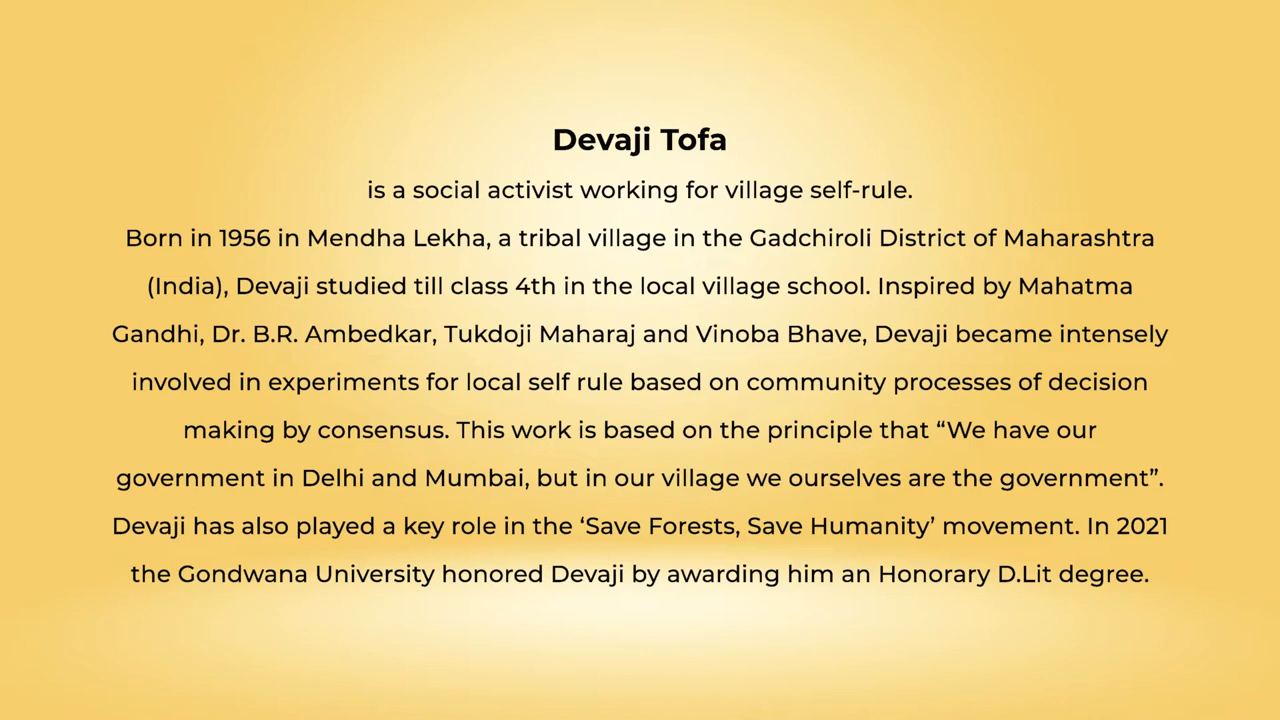 Devaji Tofa
is a social activist working for village self-rule.
Born in 1956 in Mendha Lekha, a tribal village in the Gadchiroli District of Maharashtra
(India), Devaji studied till class 4th in the local village school. Inspired by Mahatma
Gandhi, Dr. B.R. Ambedkar, Tukdoji Maharaj and Vinoba Bhave, Devaji became intensely
involved in experiments for local self rule based on community processes of decision
making by consensus. This work is based on the principle that “We have our
government in Delhi and Mumbai, but in our village we ourselves are the government”.
Devaji has also played a key role in the ‘Save Forests, Save Humanity’ movement. In 2021
the Gondwana University honored Devaji by awarding him an Honorary D.Lit degree.